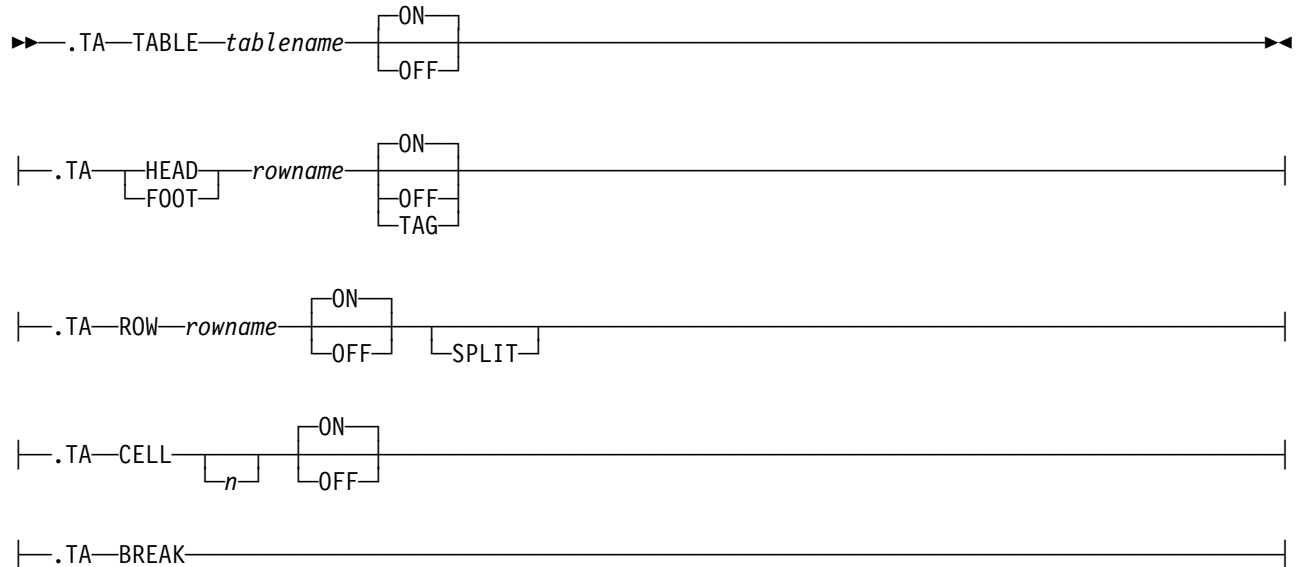 ON
.TA TABLE tablename
OFF
ON
.TA HEAD rowname
FOOT OFF
TAG
ON
.TA ROW rowname
OFF SPLIT
ON
.TA CELL
n OFF
.TA BREAK